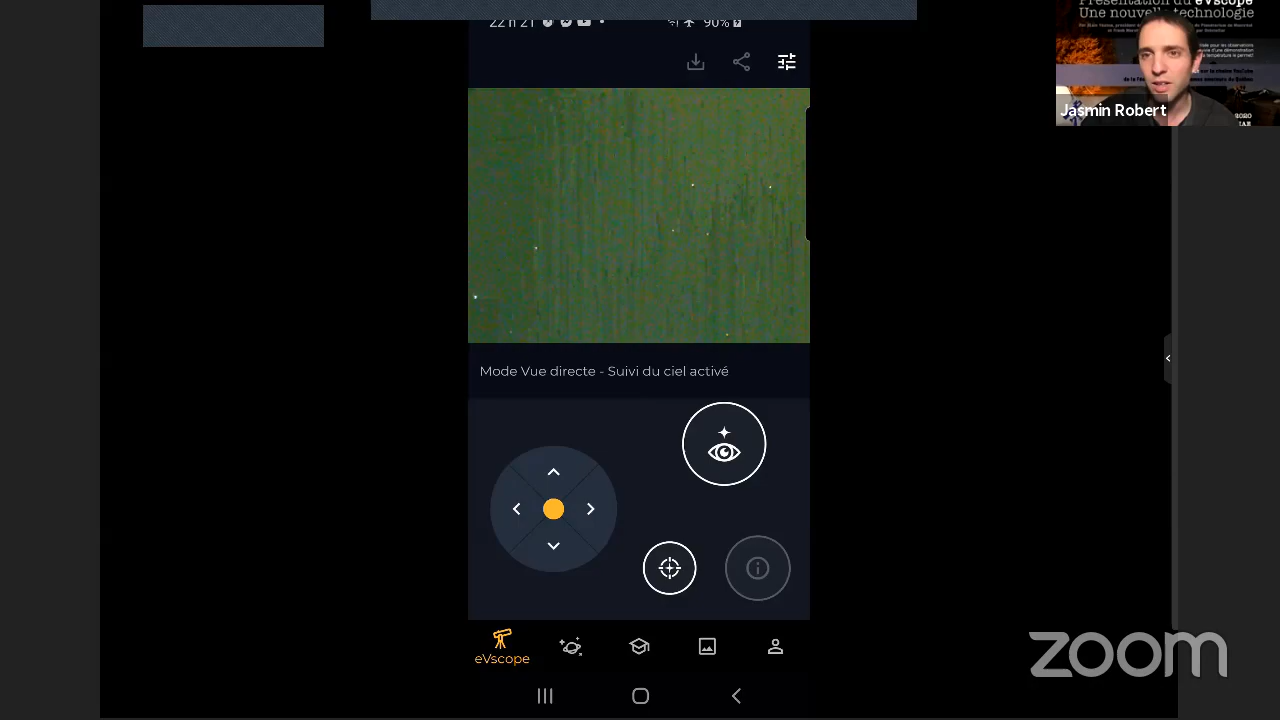 22 h 21
90%
Présentation du eVscope
Une nouvelle technologie
Jasmin Robert
Mode Vue directe - Suivi du ciel activé
eVscope
zoom